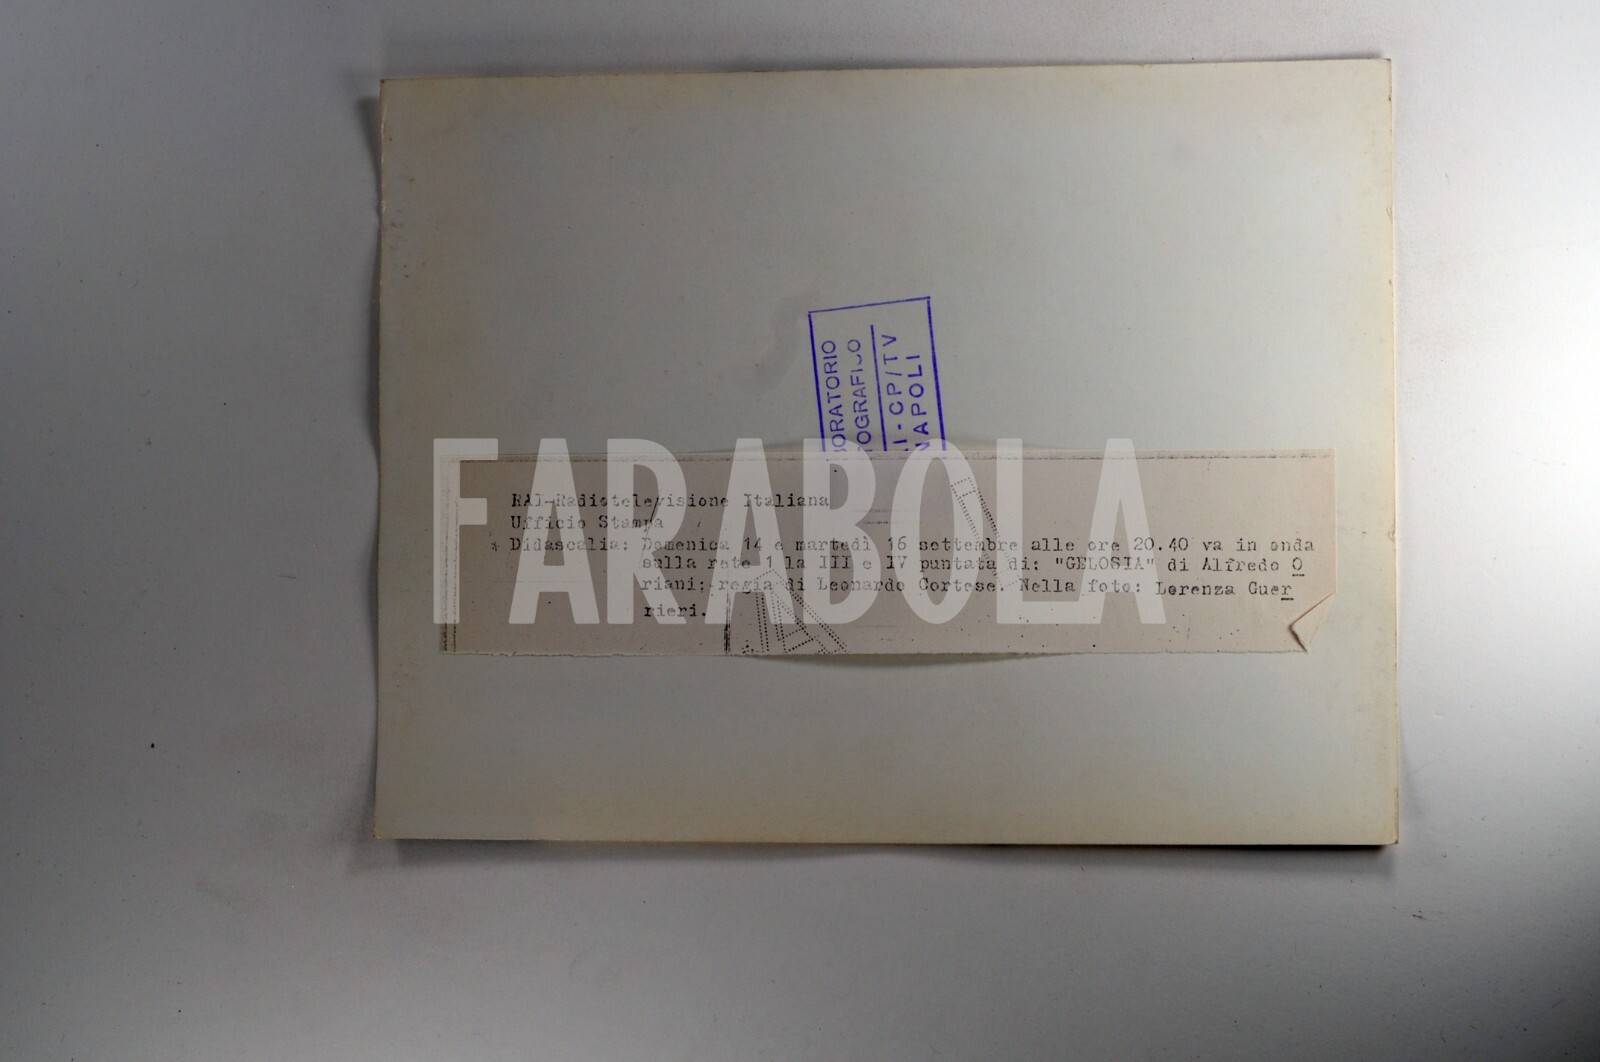 BORATORIO
OGRAFICO
I-CP/TV
NAPOLI
FARABOLA
RAI-Radiotelevisione Italiana
Ufficio Stampa
Didascalia: Domenica 14 e martedì 16 settembre alle ore 20.40 va in onda
sulla rete 1 la III e IV puntata di: "GELOSIA" di Alfredo O
riani; regia di Leonardo Cortese. Nella foto: Lorenza Guer
rieri.